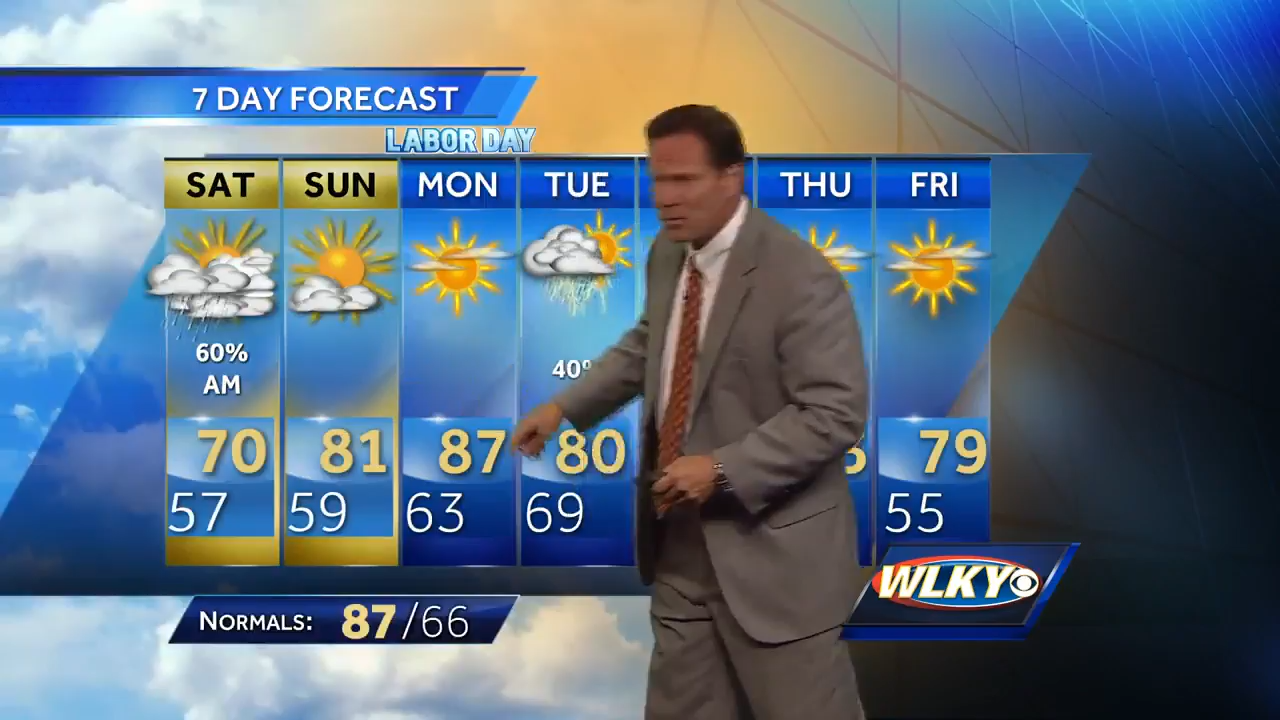 7 DAY FORECAST
LABOR DAY
SAT SUN MON TUE THU FRI
60% 40%
AM
70 81 87 80 79
57 59 63 69 55
WLKY
NORMALS: 87/66